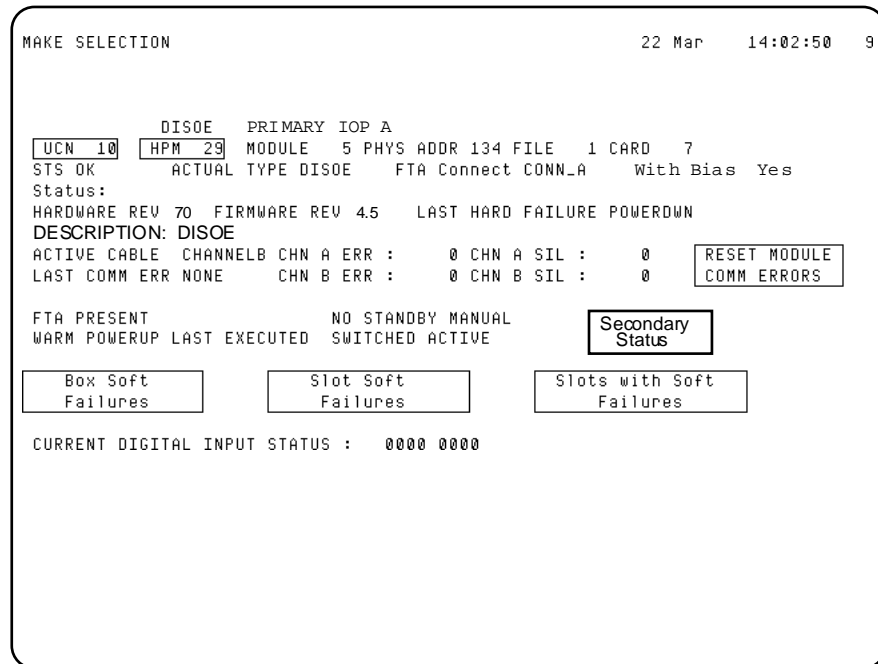 MAKE SELECTION 22 Mar 14:02:50 9
DISOE PRIMARY IOP A
UCN 10 HPM 29 MODULE 5 PHYS ADDR 134 FILE 1 CARD 7
STS OK ACTUAL TYPE DISOE FTA Connect CONN_A With Bias Yes
Status:
HARDWARE REV 70 FIRMWARE REV 4.5 LAST HARD FAILURE POWERDWN
DESCRIPTION: DISOE
ACTIVE CABLE CHANNELB CHN A ERR : 0 CHN A SIL : 0 RESET MODULE
LAST COMM ERR NONE CHN B ERR : 0 CHN B SIL : 0 COMM ERRORS
FTA PRESENT NO STANDBY MANUAL Secondary
WARM POWERUP LAST EXECUTED SWITCHED ACTIVE Status
Box Soft Slot Soft Slots with Soft
Failures Failures Failures
CURRENT DIGITAL INPUT STATUS : 0000 0000